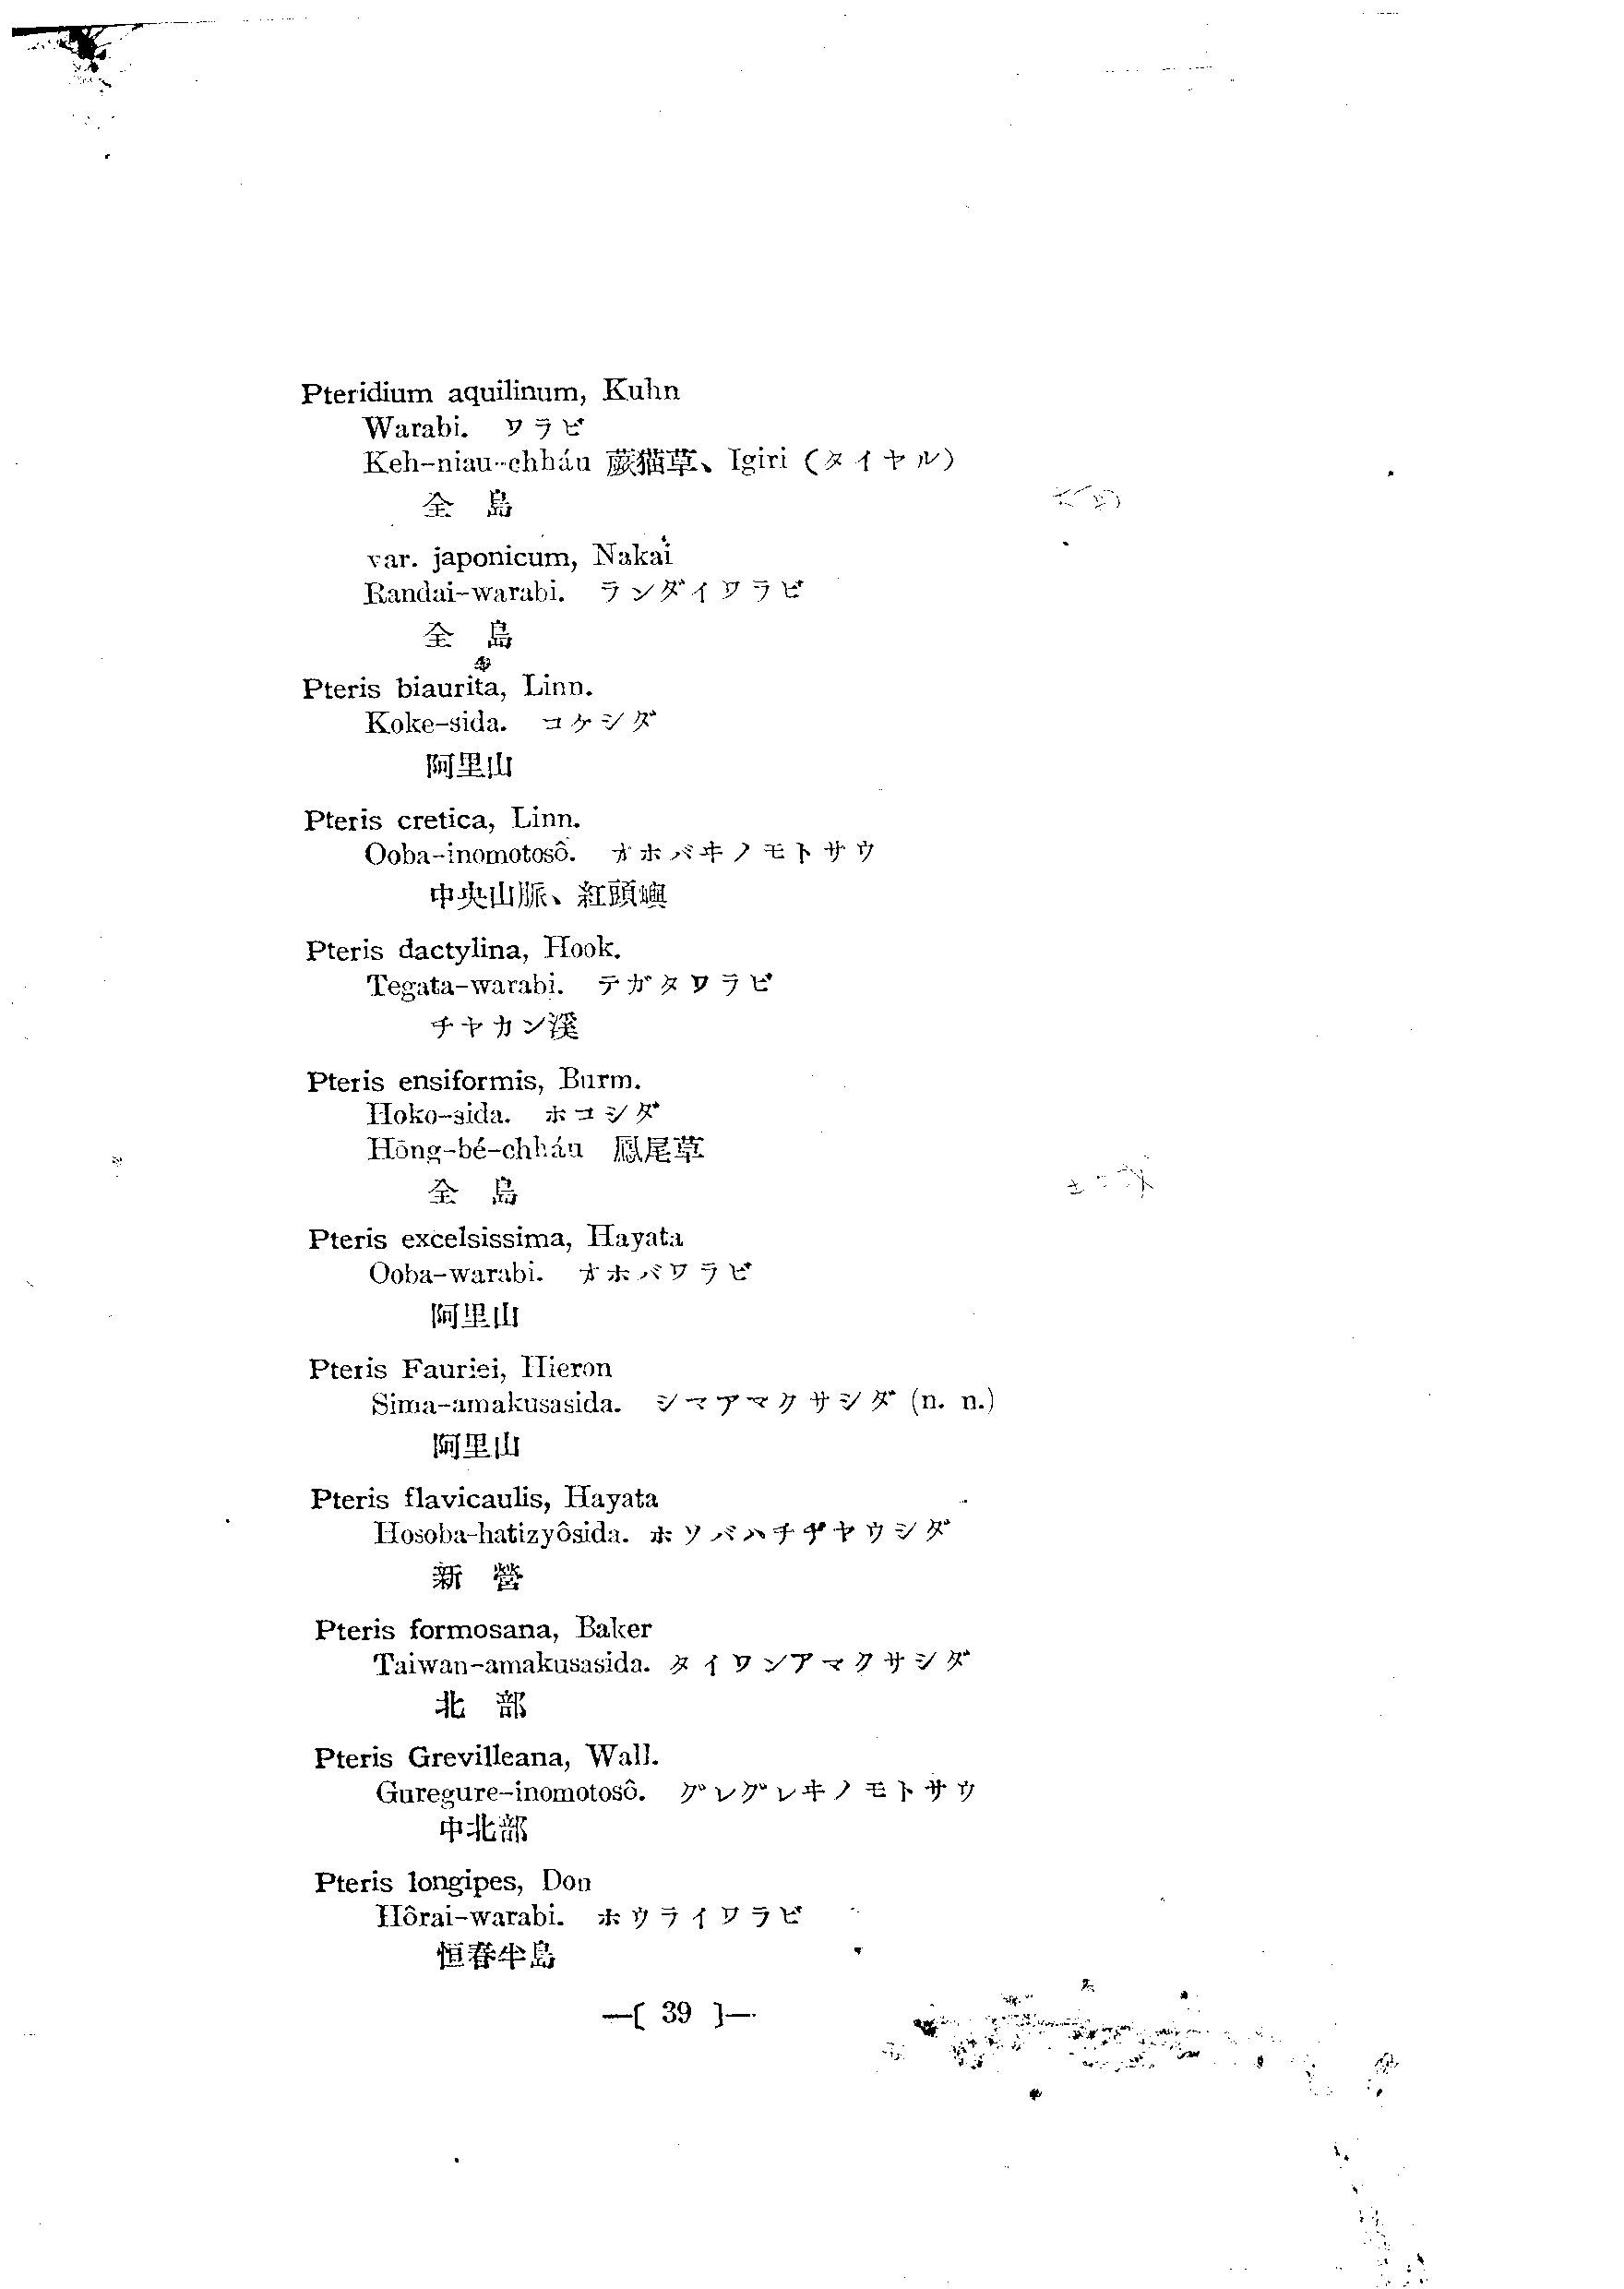 Pteridium aquilinum, Kuhn
Warabi. ワラビ
Keh-niau-chháu 蕨猫草、Igiri (タイヤル)
全 島
var. japonicum, Nakai
Randai-warabi. ランダイワラビ
全 島
Pteris biaurita, Linn.
Koke-sida. コケシダ
阿里山
Pteris cretica, Linn.
Ooba-inomotosô. オホバヰノモトサウ
中央山脈、紅頭嶼
Pteris dactylina, Hook.
Tegata-warabi. テガタワラビ
チヤカン溪
Pteris ensiformis, Burm.
Hoko-sida. ホコシダ
Hōng-bé-chháu 鳳尾草
全 島
Pteris excelsissima, Hayata
Ooba-warabi. オホバワラビ
阿里山
Pteris Fauriei, Hieron
Sima-amakusasida. シマアマクサシダ (n. n.)
阿里山
Pteris flavicaulis, Hayata
Hosoba-hatizyôsida. ホソバハチヂヤウシダ
新 營
Pteris formosana, Baker
Taiwan-amakusasida. タイワンアマクサシダ
北 部
Pteris Grevilleana, Wall.
Guregure-inomotosô. グレグレヰノモトサウ
中北部
Pteris longipes, Don
Hôrai-warabi. ホウライワラビ
恒春半島
—[ 39 ]—